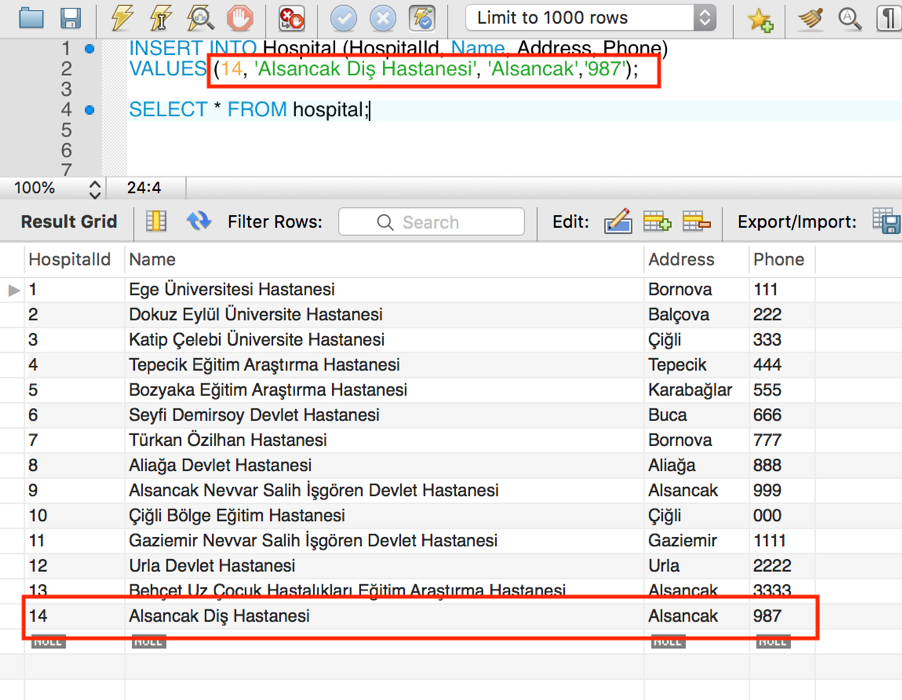 Limit to 1000 rows
1 INSERT INTO Hospital (HospitalId, Name, Address, Phone)
2 VALUES (14, 'Alsancak Diş Hastanesi', 'Alsancak','987');
3
4 SELECT * FROM hospital;
5
6
7
100% 24:4
Result Grid Filter Rows: Search Edit: Export/Import:
HospitalId Name Address Phone
1 Ege Üniversitesi Hastanesi Bornova 111
2 Dokuz Eylül Üniversite Hastanesi Balçova 222
3 Katip Çelebi Üniversite Hastanesi Çiğli 333
4 Tepecik Eğitim Araştırma Hastanesi Tepecik 444
5 Bozyaka Eğitim Araştırma Hastanesi Karabağlar 555
6 Seyfi Demirsoy Devlet Hastanesi Buca 666
7 Türkan Özilhan Hastanesi Bornova 777
8 Aliağa Devlet Hastanesi Aliağa 888
9 Alsancak Nevvar Salih İşgören Devlet Hastanesi Alsancak 999
10 Çiğli Bölge Eğitim Hastanesi Çiğli 000
11 Gaziemir Nevvar Salih İşgören Devlet Hastanesi Gaziemir 1111
12 Urla Devlet Hastanesi Urla 2222
13 Behçet Uz Çocuk Hastalıkları Eğitim Araştırma Hastanesi Alsancak 3333
14 Alsancak Diş Hastanesi Alsancak 987
NULL NULL NULL NULL